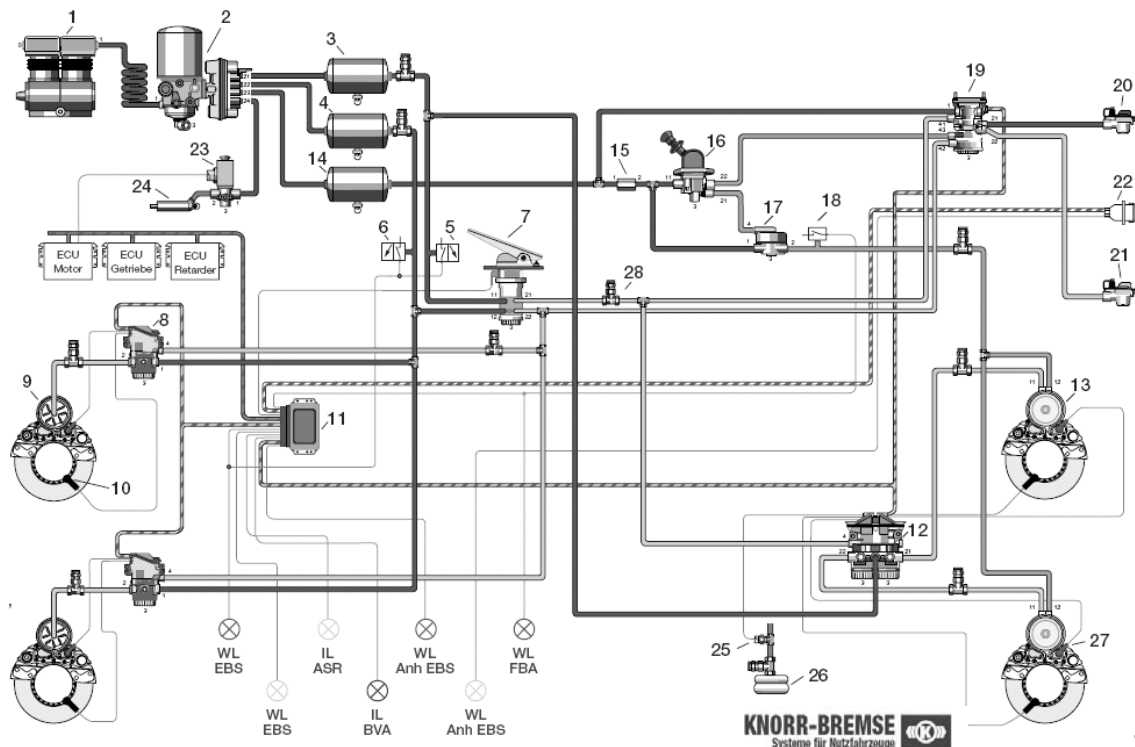 1
2
3
4
14
19
20
16
15
23
24
22
17
18
6
5
7
ECU Motor
ECU Getriebe
ECU Retarder
28
21
8
9
11
13
10
12
WL EBS
IL ASR
WL Anh EBS
WL FBA
25
27
26
WL EBS
IL BVA
WL Anh EBS
KNORR-BREMSE
Systeme für Nutzfahrzeuge